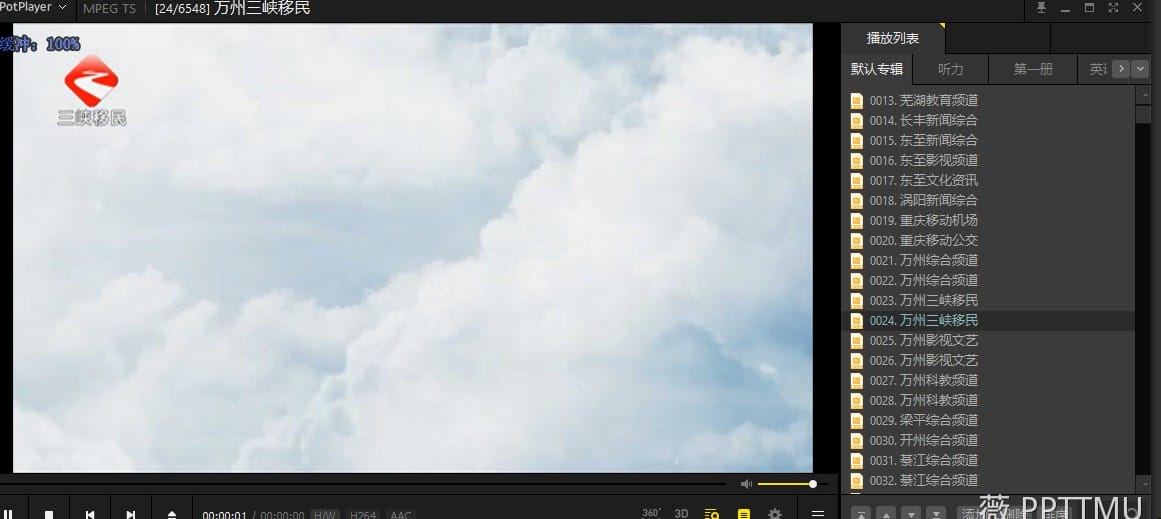 PotPlayer MPEG TS [24/6548] 万州三峡移民
缓冲：100%
三峡移民
播放列表
默认专辑 听力 第一册
0013. 芜湖教育频道
0014. 长丰新闻综合
0015. 东至新闻综合
0016. 东至影视频道
0017. 东至文化资讯
0018. 涡阳新闻综合
0019. 重庆移动机场
0020. 重庆移动公交
0021. 万州综合频道
0022. 万州综合频道
0023. 万州三峡移民
0024. 万州三峡移民
0025. 万州影视文艺
0026. 万州影视文艺
0027. 万州科教频道
0028. 万州科教频道
0029. 梁平综合频道
0030. 开州综合频道
0031. 綦江综合频道
0032. 綦江综合频道
00:00:01 / 00:00:00 H/W H264 AAC 360° 3D
薇 PPTTMU